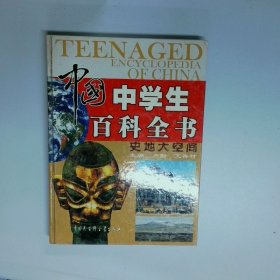 TEENAGED
ENCYCLOPEDIA
OF CHINA
中国
中学生
百科全书
史地大空间